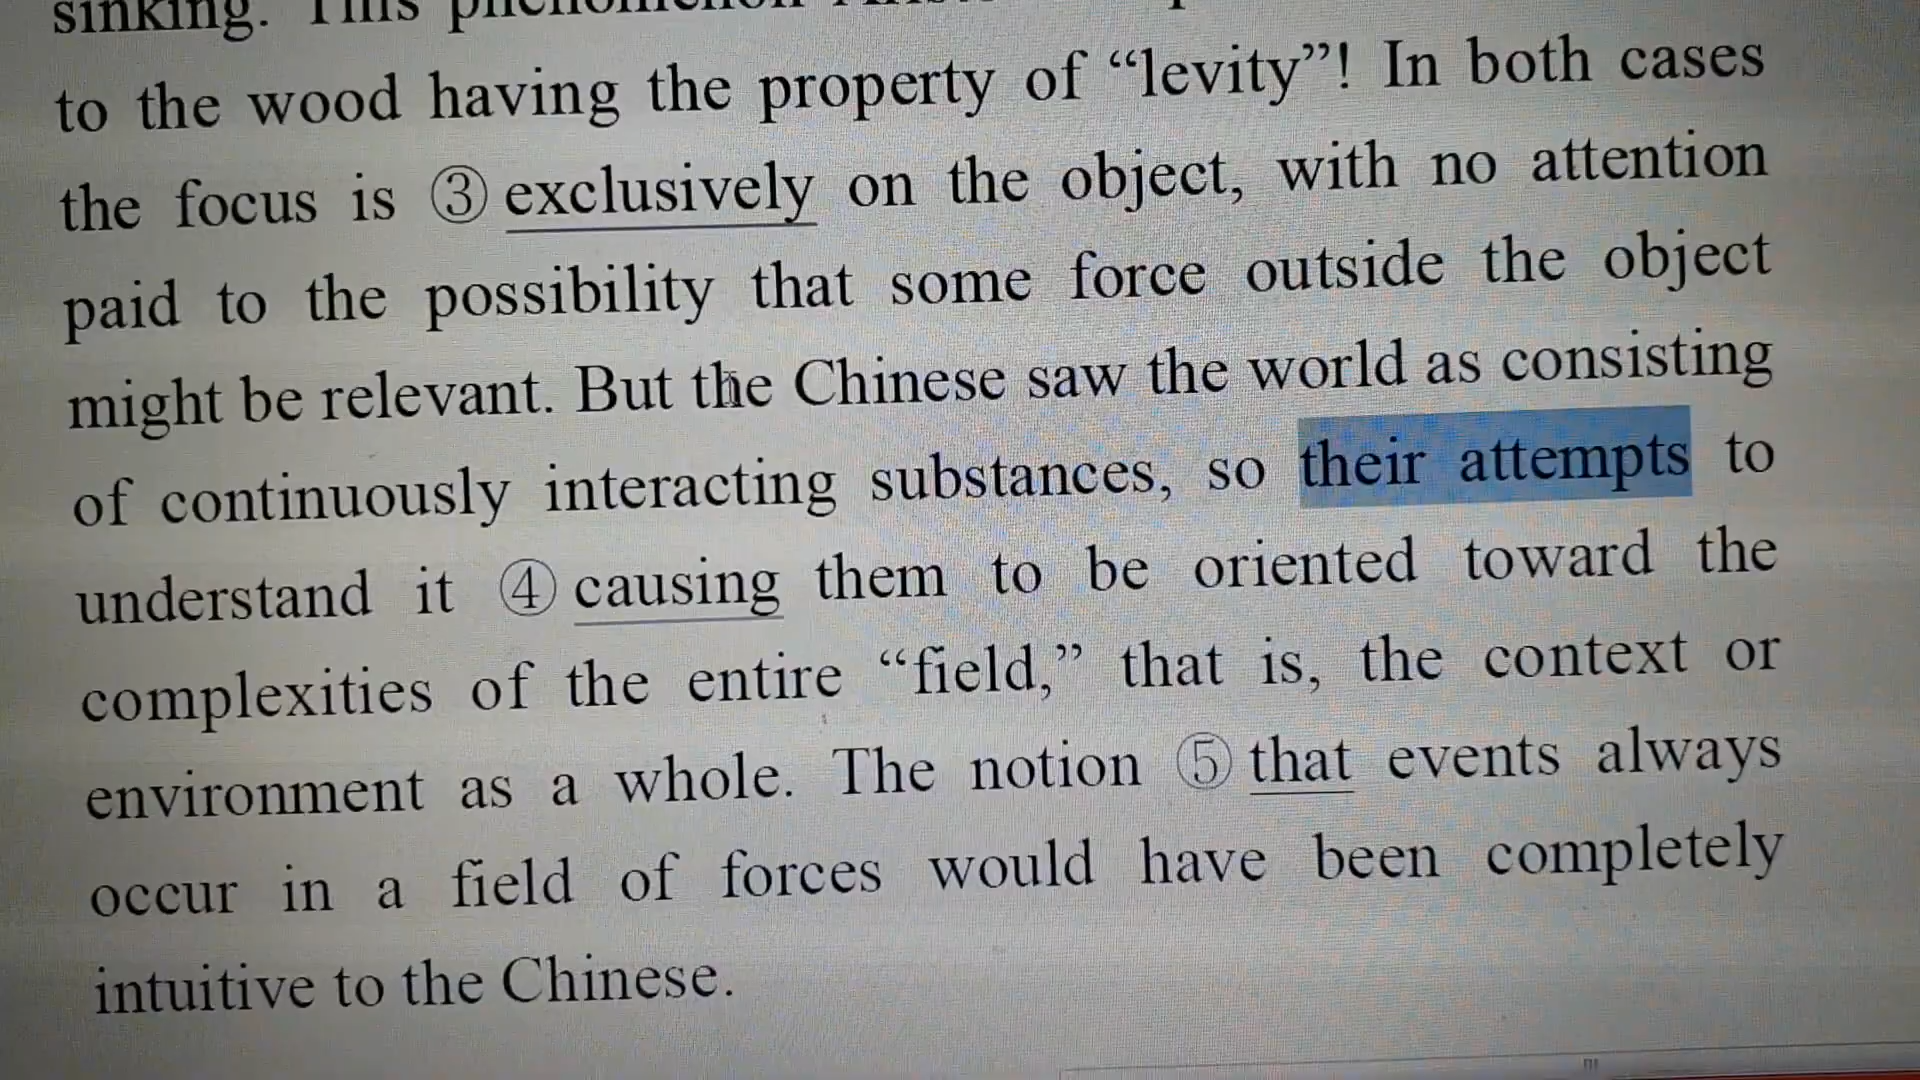 sinking. This phenomenon
to the wood having the property of “levity”! In both cases
the focus is ③ exclusively on the object, with no attention
paid to the possibility that some force outside the object
might be relevant. But the Chinese saw the world as consisting
of continuously interacting substances, so their attempts to
understand it ④ causing them to be oriented toward the
complexities of the entire “field,” that is, the context or
environment as a whole. The notion ⑤ that events always
occur in a field of forces would have been completely
intuitive to the Chinese.